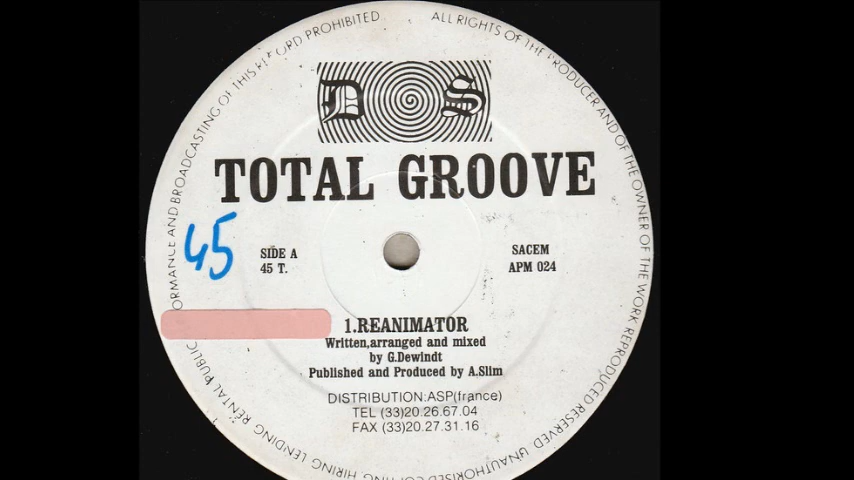 ALL RIGHTS OF THE PRODUCER AND OF THE OWNER OF THE WORK REPRODUCED RESERVED UNAUTHORISED COPYING HIRING LENDING RENTAL PUBLIC PERFORMANCE AND BROADCASTING OF THIS RECORD PROHIBITED
D S
TOTAL GROOVE
45
SIDE A
45 T.
SACEM
APM 024
1.REANIMATOR
Written,arranged and mixed
by G.Dewindt
Published and Produced by A.Slim
DISTRIBUTION:ASP(france)
TEL (33)20.26.67.04
FAX (33)20.27.31.16